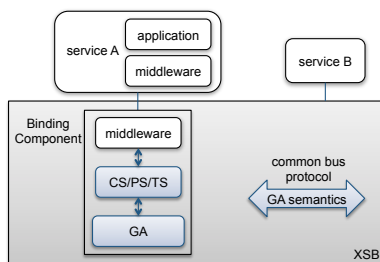 service A
application
middleware
service B
Binding
Component
middleware
CS/PS/TS
GA
common bus
protocol
GA semantics
XSB